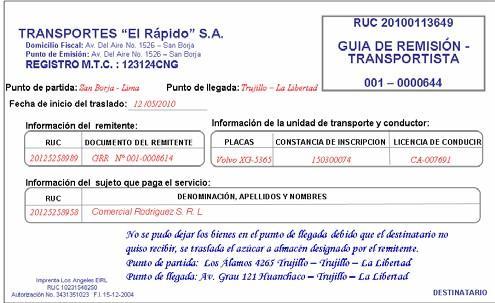 TRANSPORTES “El Rápido” S.A.
Domicilio Fiscal: Av. Del Aire No. 1526 – San Borja
Punto de Emisión: Av. Del Aire No. 1526 – San Borja
REGISTRO M.T.C. : 123124CNG
RUC 20100113649
GUIA DE REMISIÓN -
TRANSPORTISTA
001 – 0000644
Punto de partida: San Borja - Lima Punto de llegada: Trujillo – La Libertad
Fecha de inicio del traslado: 12/05/2010
Información del remitente:
RUC DOCUMENTO DEL REMITENTE
20125258989 GRR Nº 001-0008614
Información de la unidad de transporte y conductor:
PLACAS CONSTANCIA DE INSCRIPCION LICENCIA DE CONDUCIR
Volvo XG-5365 150300074 CA-007691
Información del sujeto que paga el servicio:
RUC DENOMINACIÓN, APELLIDOS Y NOMBRES
20125258958 Comercial Rodríguez S. R. L.
No se pudo dejar los bienes en el punto de llegada debido que el destinatario no
quiso recibir, se traslada el azúcar a almacén designado por el remitente.
Punto de partida: Los Alamos 4265 Trujillo – Trujillo – La Libertad
Punto de llegada: Av. Grau 121 Huanchaco – Trujillo – La Libertad
Imprenta Los Angeles EIRL
RUC 10231548250
Autorización No. 3431351023 F.I. 15-12-2004
DESTINATARIO